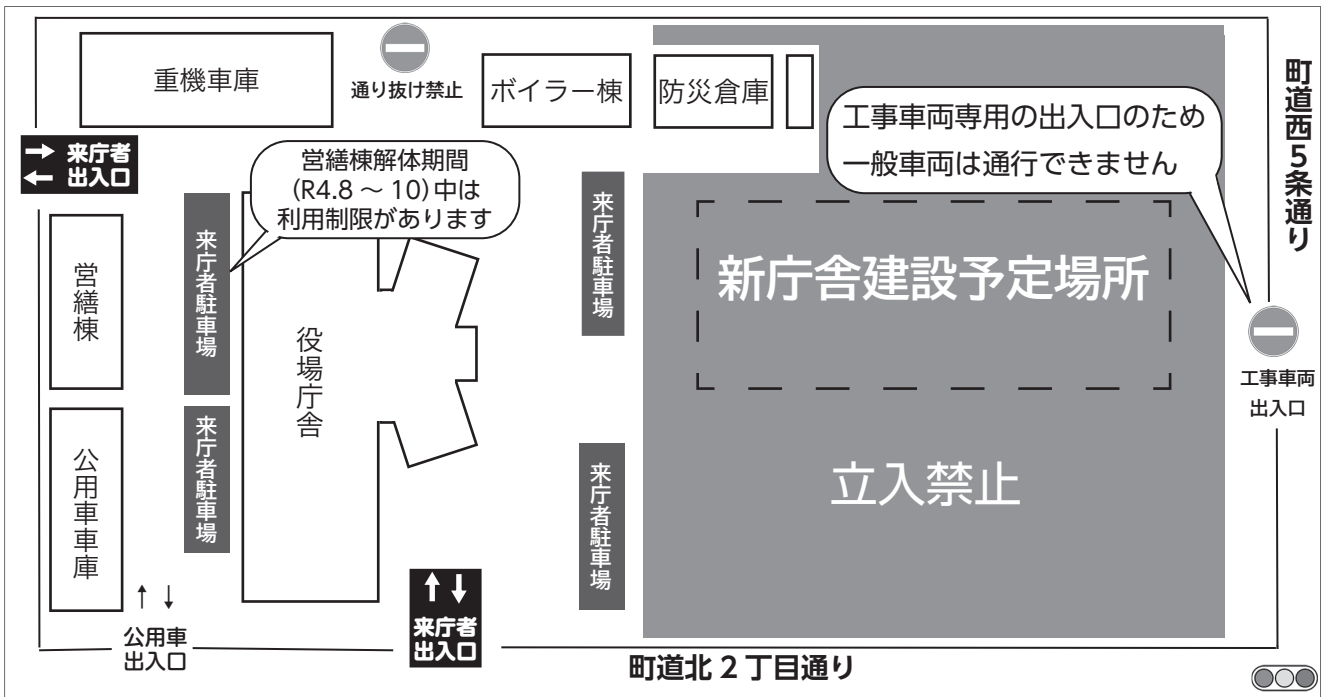 重機車庫
通り抜け禁止
ボイラー棟
防災倉庫
工事車両専用の出入口のため
一般車両は通行できません
町道西5条通り
→ 来庁者
← 出入口
営繕棟解体期間
(R4.8 ~ 10)中は
利用制限があります
営繕棟
来庁者駐車場
役場庁舎
来庁者駐車場
新庁舎建設予定場所
工事車両
出入口
公用車車庫
来庁者駐車場
来庁者駐車場
立入禁止
↑ ↓
公用車
出入口
↑ ↓
来庁者
出入口
町道北2丁目通り